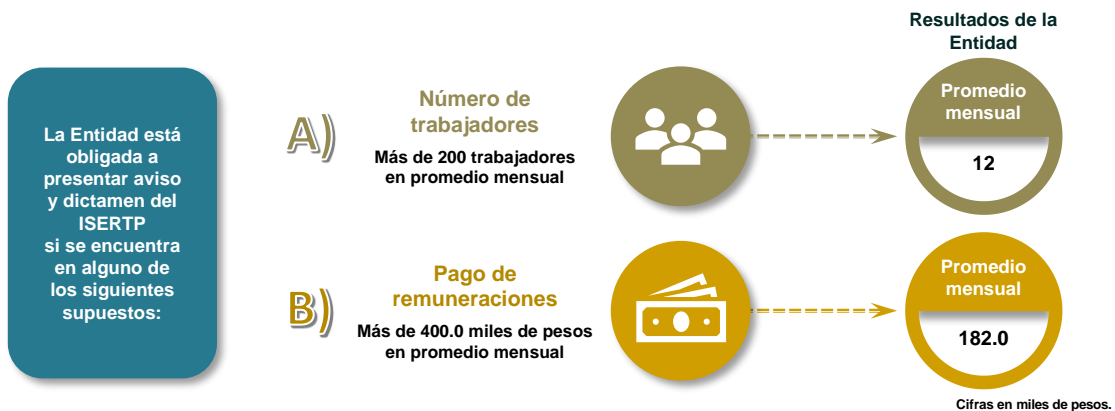 La Entidad está
obligada a
presentar aviso
y dictamen del
ISERTP
si se encuentra
en alguno de
los siguientes
supuestos:
A)
Número de
trabajadores
Más de 200 trabajadores
en promedio mensual
Resultados de la
Entidad
Promedio
mensual
12
B)
Pago de
remuneraciones
Más de 400.0 miles de pesos
en promedio mensual
Promedio
mensual
182.0
Cifras en miles de pesos.